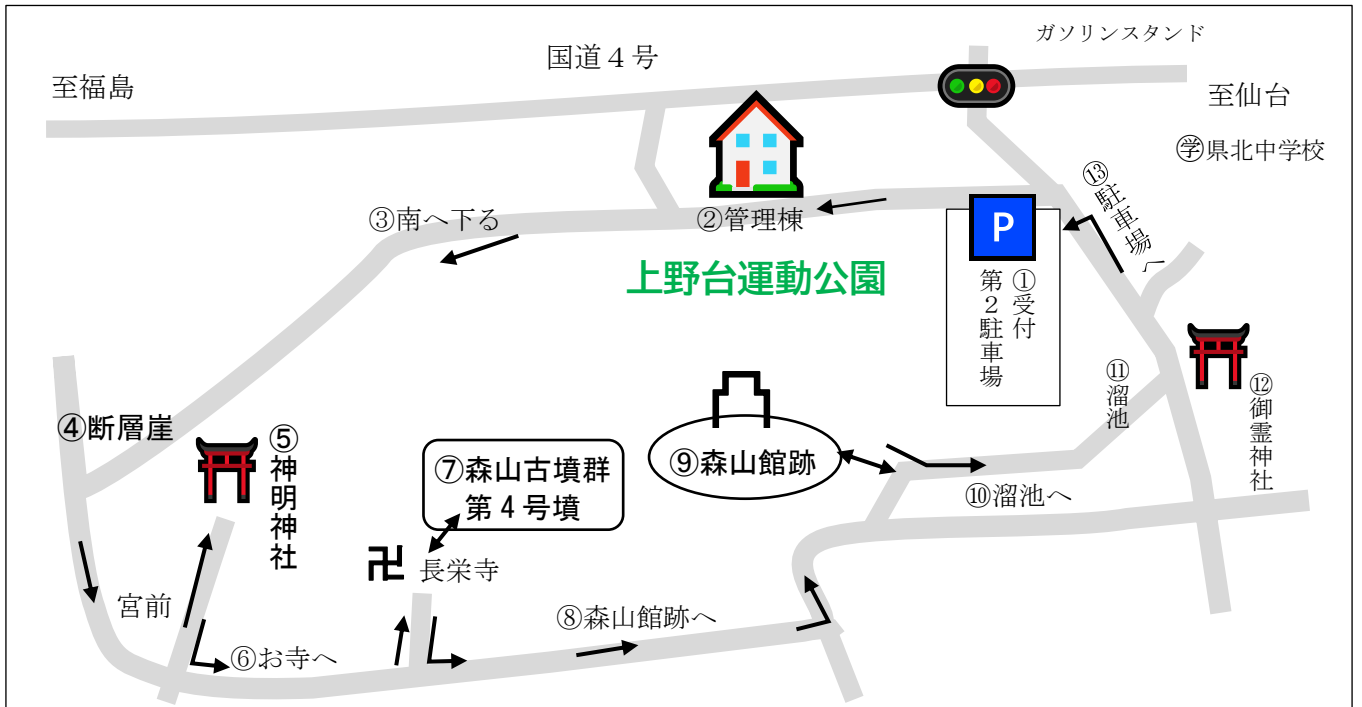 ガソリンスタンド
国道４号
至福島
至仙台
㊫県北中学校
⑬駐車場へ
③南へ下る
②管理棟
P
上野台運動公園
①受付
第２駐車場
⑪溜池
⑫御霊神社
④断層崖
⑤神明神社
⑦森山古墳群
第４号墳
⑨森山館跡
⑩溜池へ
卍
長栄寺
宮前
⑧森山館跡へ
⑥お寺へ